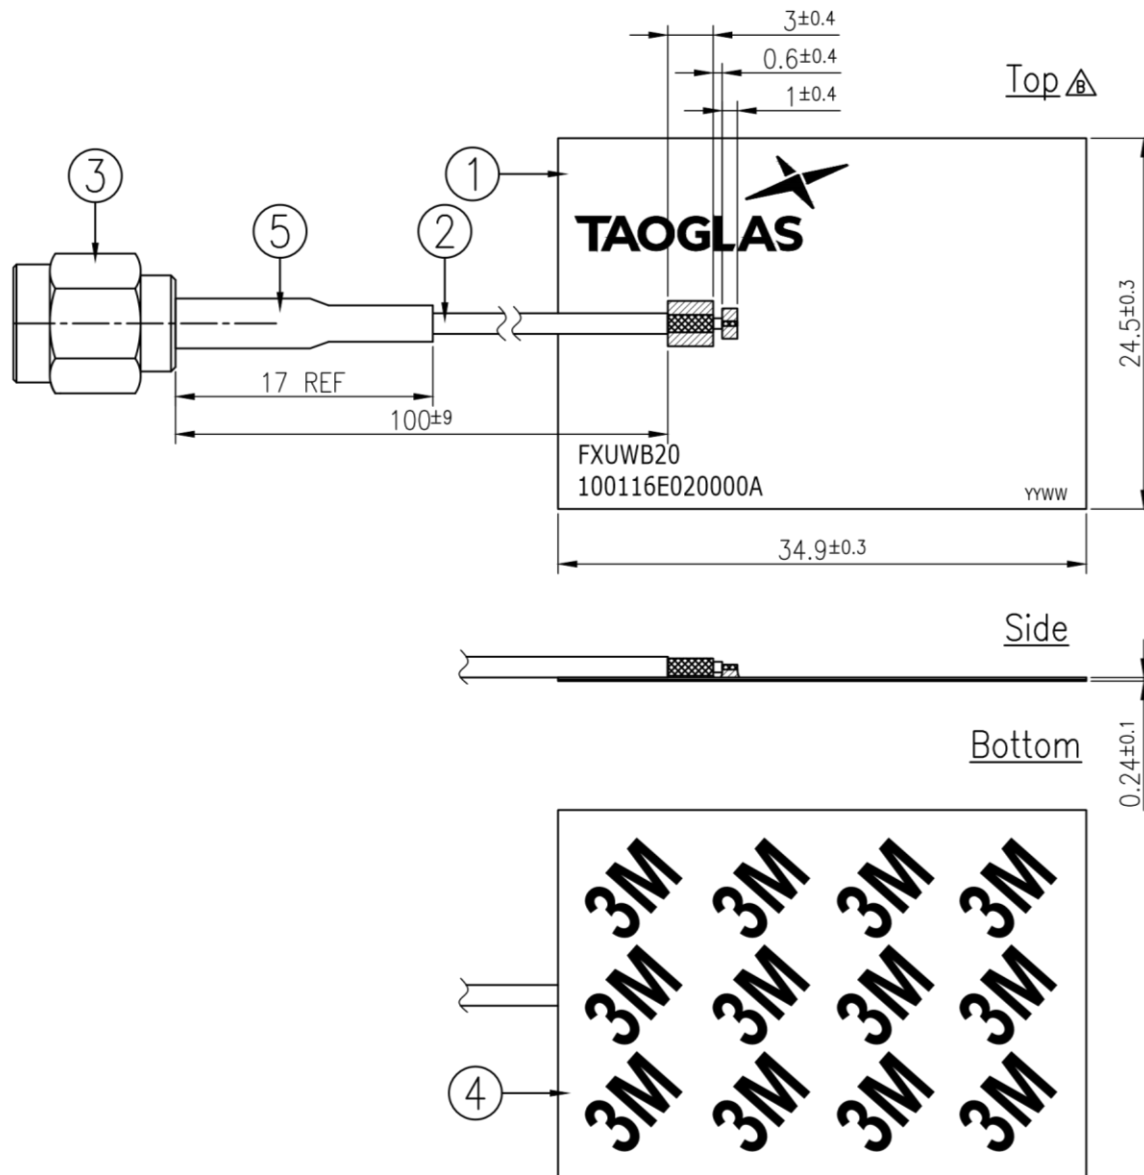 3±0.4
0.6±0.4
1±0.4
Top B
3
1
5
2
TAOGLAS
24.5±0.3
17 REF
100±9
FXUWB20
100116E020000A
YYWW
34.9±0.3
Side
0.24±0.1
Bottom
3M 3M 3M 3M
3M 3M 3M 3M
3M 3M 3M 3M
4